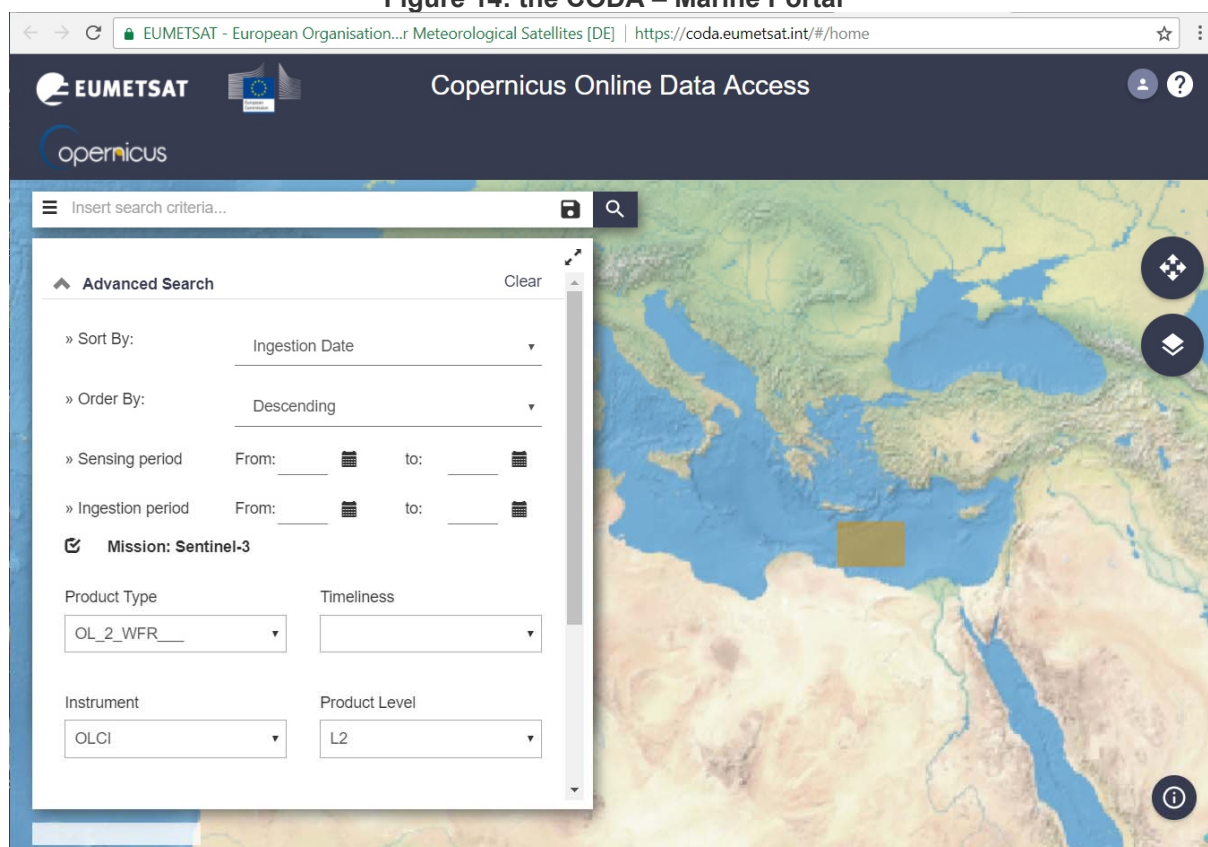 Figure 14: the CODA – Marine Portal
EUMETSAT - European Organisation...r Meteorological Satellites [DE] | https://coda.eumetsat.int/#/home
EUMETSAT
Copernicus Online Data Access
?
opernicus
Insert search criteria...
Advanced Search Clear
» Sort By: Ingestion Date
» Order By: Descending
» Sensing period From: to:
» Ingestion period From: to:
Mission: Sentinel-3
Product Type Timeliness
OL_2_WFR___
Instrument Product Level
OLCI L2